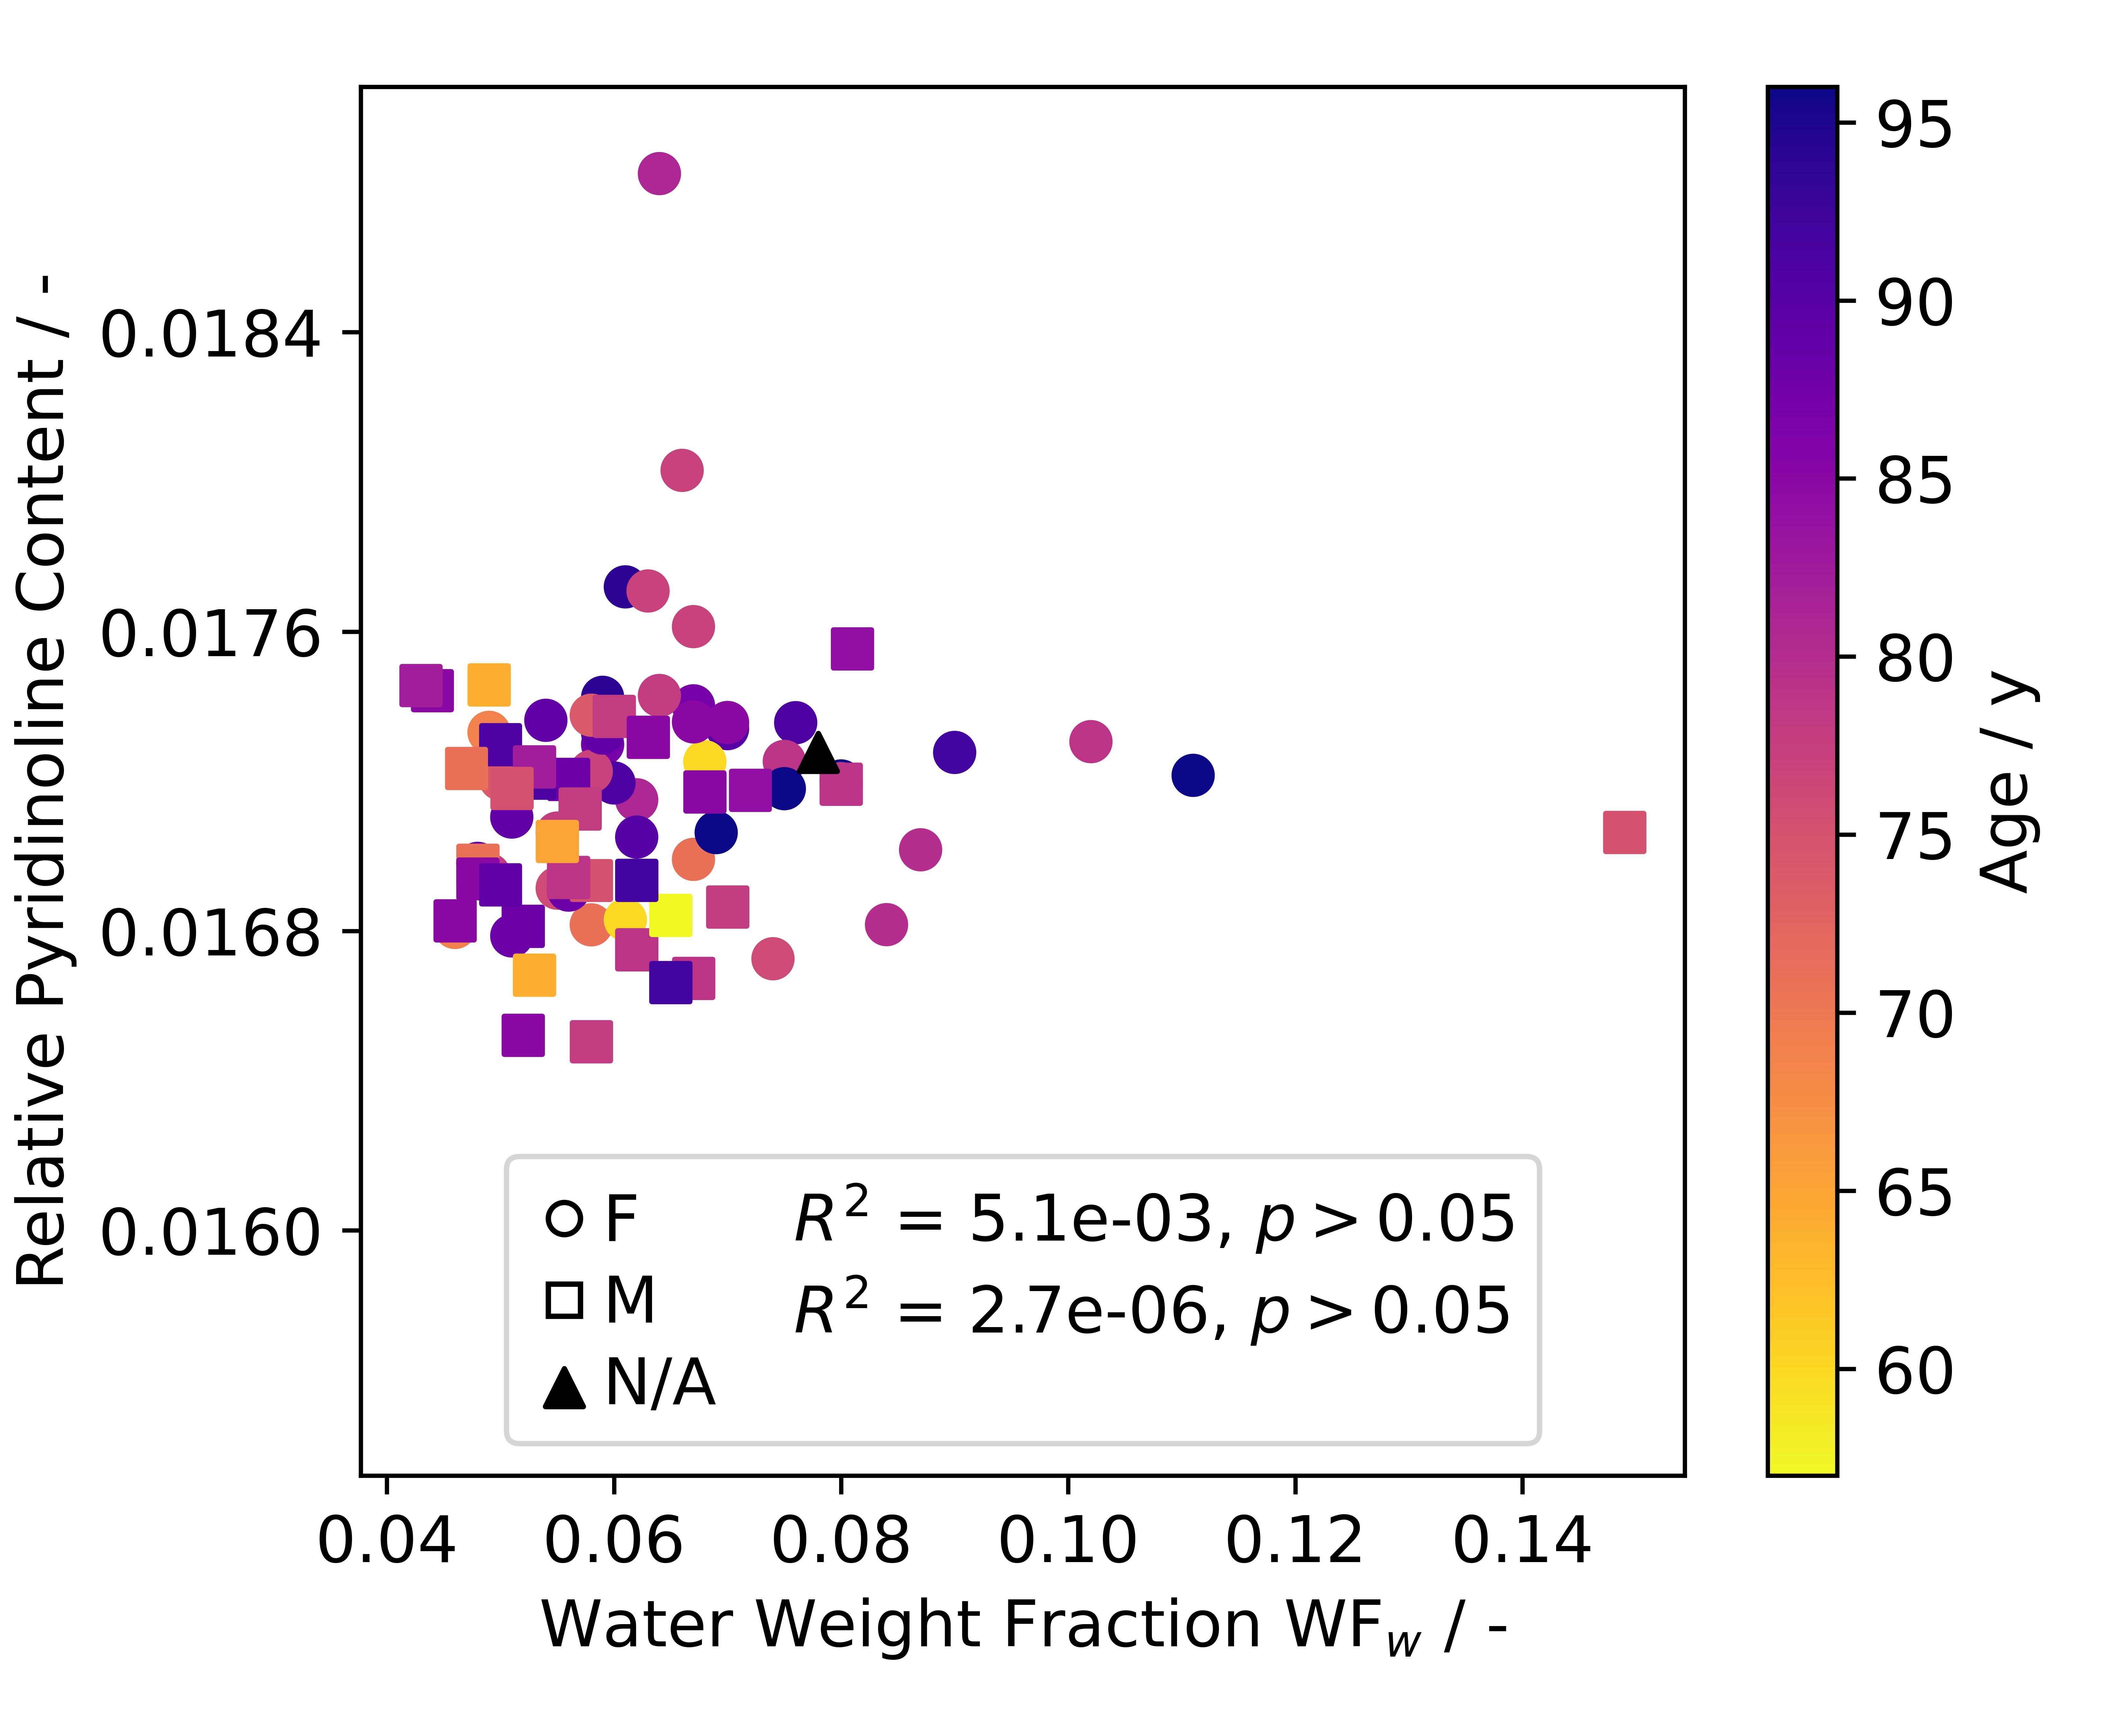 Relative Pyridinoline Content / -
0.0184
0.0176
0.0168
0.0160
F R² = 5.1e-03, p > 0.05
M R² = 2.7e-06, p > 0.05
N/A
0.04 0.06 0.08 0.10 0.12 0.14
Water Weight Fraction WF_w / -
95
90
85
80
75
70
65
60
Age / y